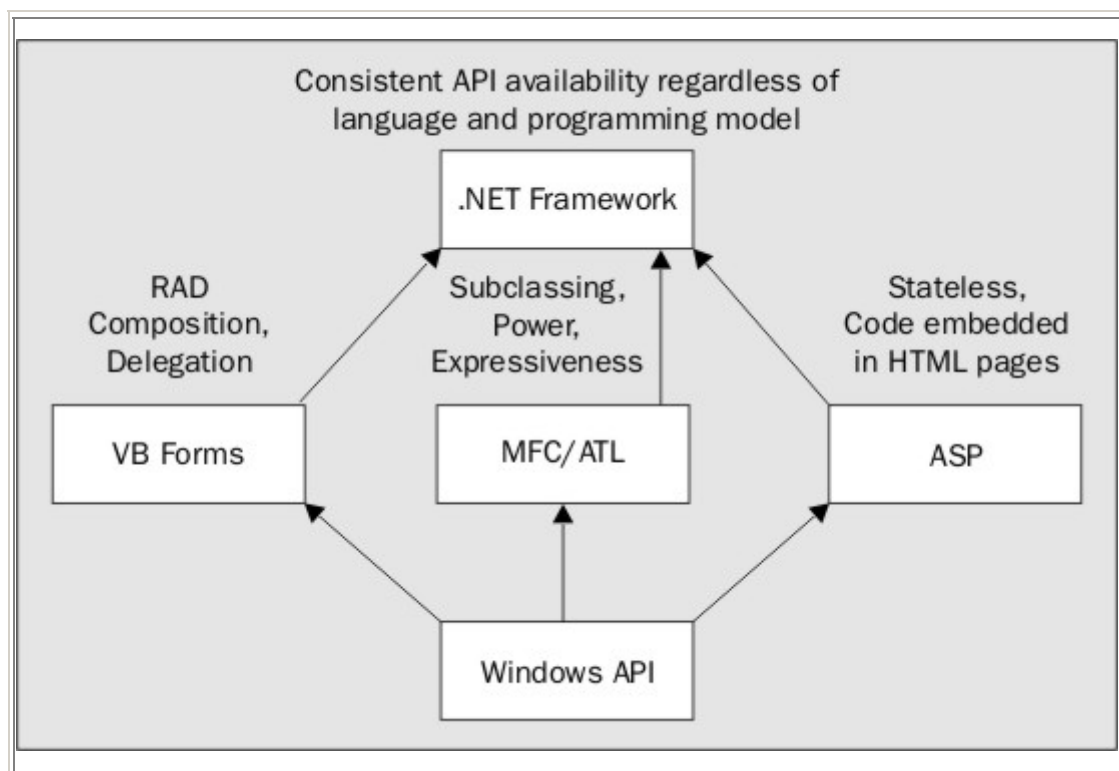 Consistent API availability regardless of
language and programming model
.NET Framework
RAD
Composition,
Delegation
Subclassing,
Power,
Expressiveness
Stateless,
Code embedded
in HTML pages
VB Forms
MFC/ATL
ASP
Windows API